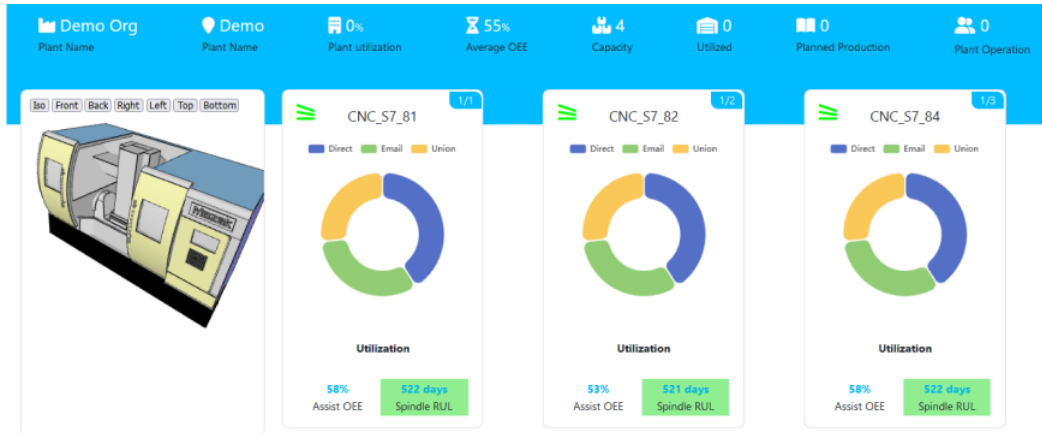 Demo Org
Plant Name
Demo
Plant Name
0%
Plant utilization
55%
Average OEE
4
Capacity
0
Utilized
0
Planned Production
0
Plant Operation
Iso Front Back Right Left Top Bottom
1/1
CNC_S7_81
Direct Email Union
Utilization
58%
Assist OEE
522 days
Spindle RUL
1/2
CNC_S7_82
Direct Email Union
Utilization
53%
Assist OEE
521 days
Spindle RUL
1/3
CNC_S7_84
Direct Email Union
Utilization
58%
Assist OEE
522 days
Spindle RUL